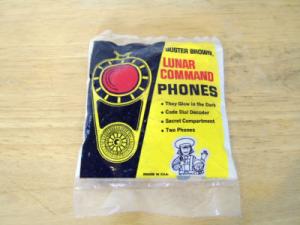 BUSTER BROWN
LUNAR
COMMAND
PHONES
• They Glow in the Dark
• Code Dial Decoder
• Secret Compartment
• Two Phones